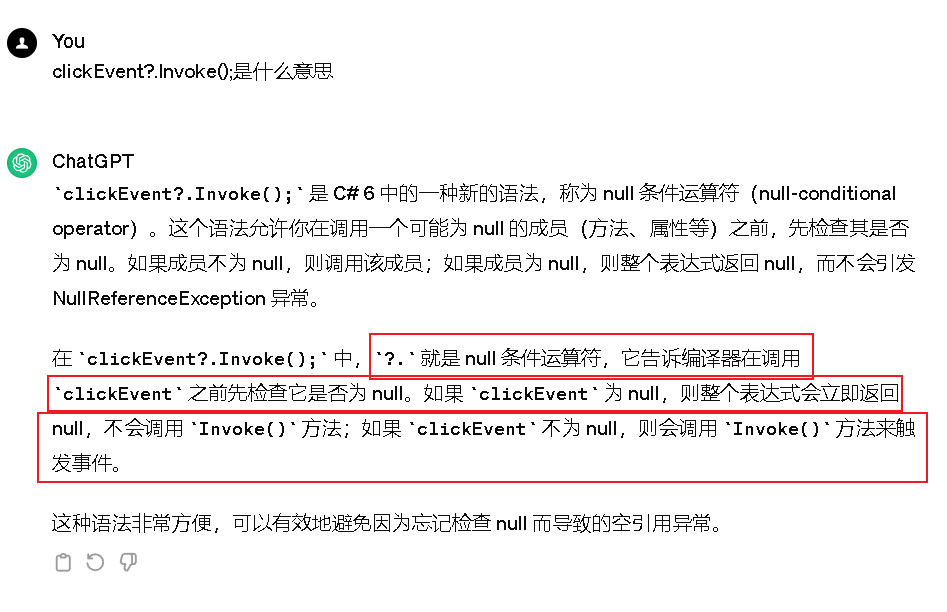 You
clickEvent?.Invoke();是什么意思
ChatGPT
`clickEvent?.Invoke();` 是 C# 6 中的一种新的语法，称为 null 条件运算符（null-conditional
operator）。这个语法允许你在调用一个可能为 null 的成员（方法、属性等）之前，先检查其是否
为 null。如果成员不为 null，则调用该成员；如果成员为 null，则整个表达式返回 null，而不会引发
NullReferenceException 异常。
在 `clickEvent?.Invoke();` 中，`?.` 就是 null 条件运算符，它告诉编译器在调用
`clickEvent` 之前先检查它是否为 null。如果 `clickEvent` 为 null，则整个表达式会立即返回
null，不会调用 `Invoke()` 方法；如果 `clickEvent` 不为 null，则会调用 `Invoke()` 方法来触
发事件。
这种语法非常方便，可以有效地避免因为忘记检查 null 而导致的空引用异常。